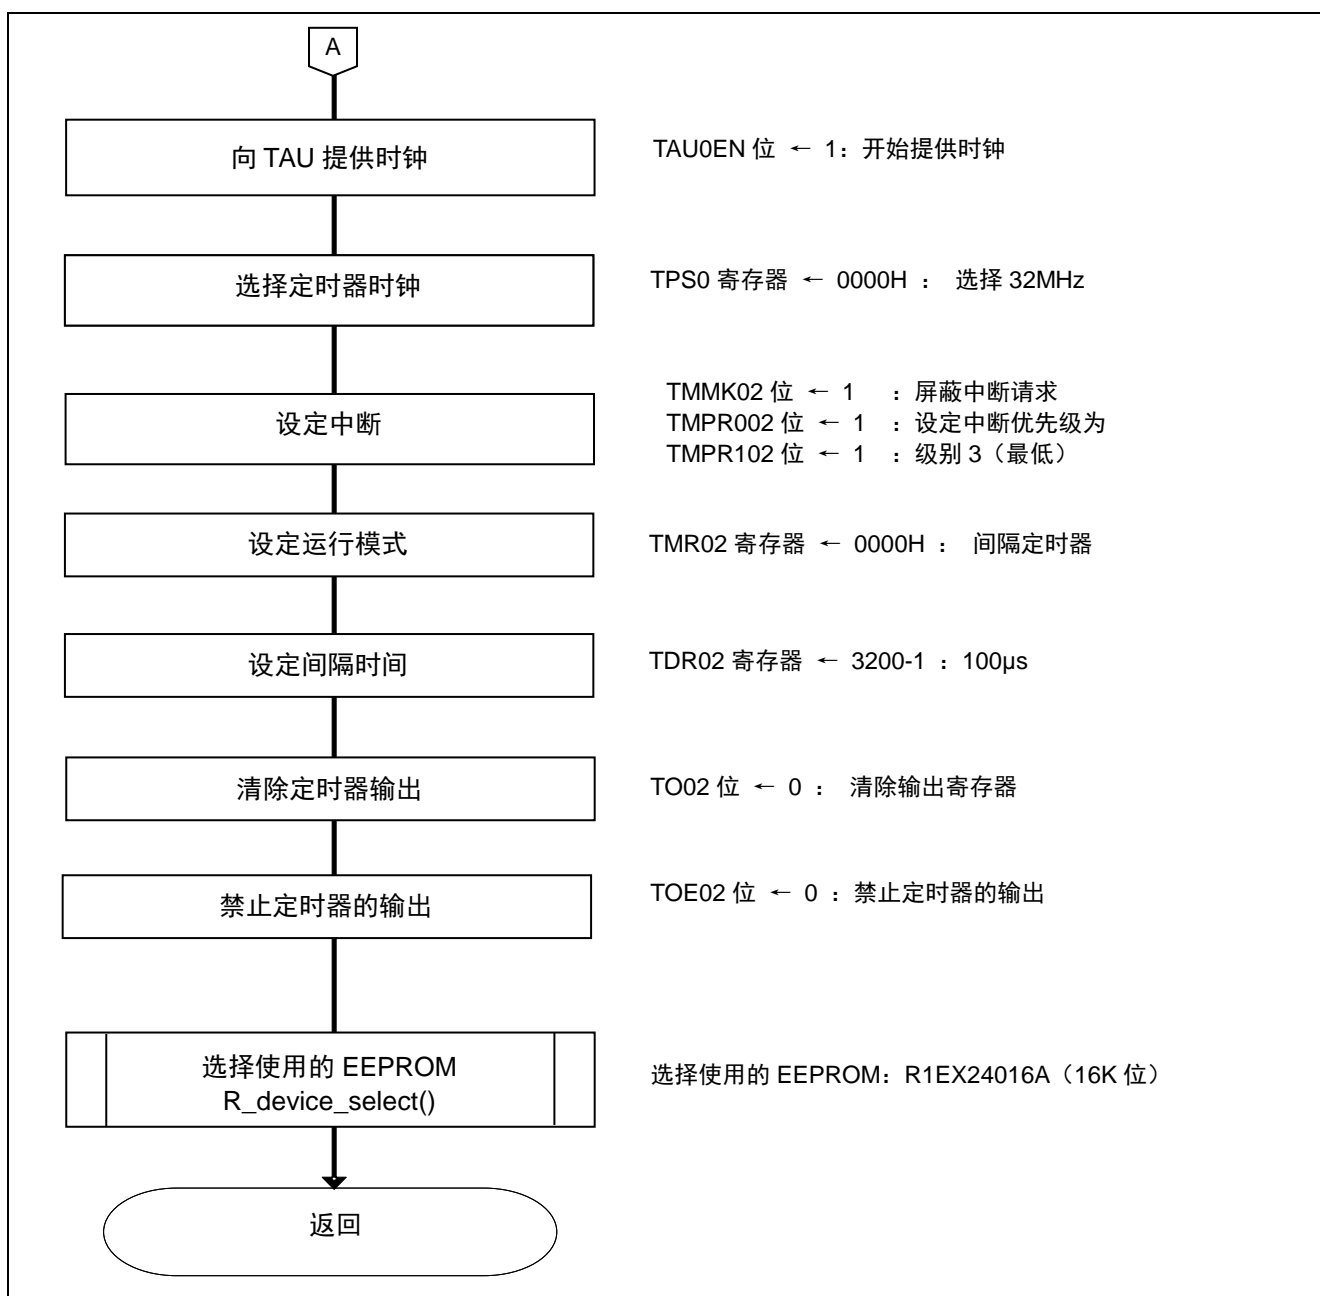 A
向 TAU 提供时钟
TAU0EN 位 ← 1：开始提供时钟
选择定时器时钟
TPS0 寄存器 ← 0000H ： 选择 32MHz
设定中断
TMMK02 位 ← 1 ：屏蔽中断请求
TMPR002 位 ← 1 ：设定中断优先级为
TMPR102 位 ← 1 ：级别 3（最低）
设定运行模式
TMR02 寄存器 ← 0000H ： 间隔定时器
设定间隔时间
TDR02 寄存器 ← 3200-1 ：100μs
清除定时器输出
TO02 位 ← 0 ： 清除输出寄存器
禁止定时器的输出
TOE02 位 ← 0 ：禁止定时器的输出
选择使用的 EEPROM
R_device_select()
选择使用的 EEPROM：R1EX24016A（16K 位）
返回